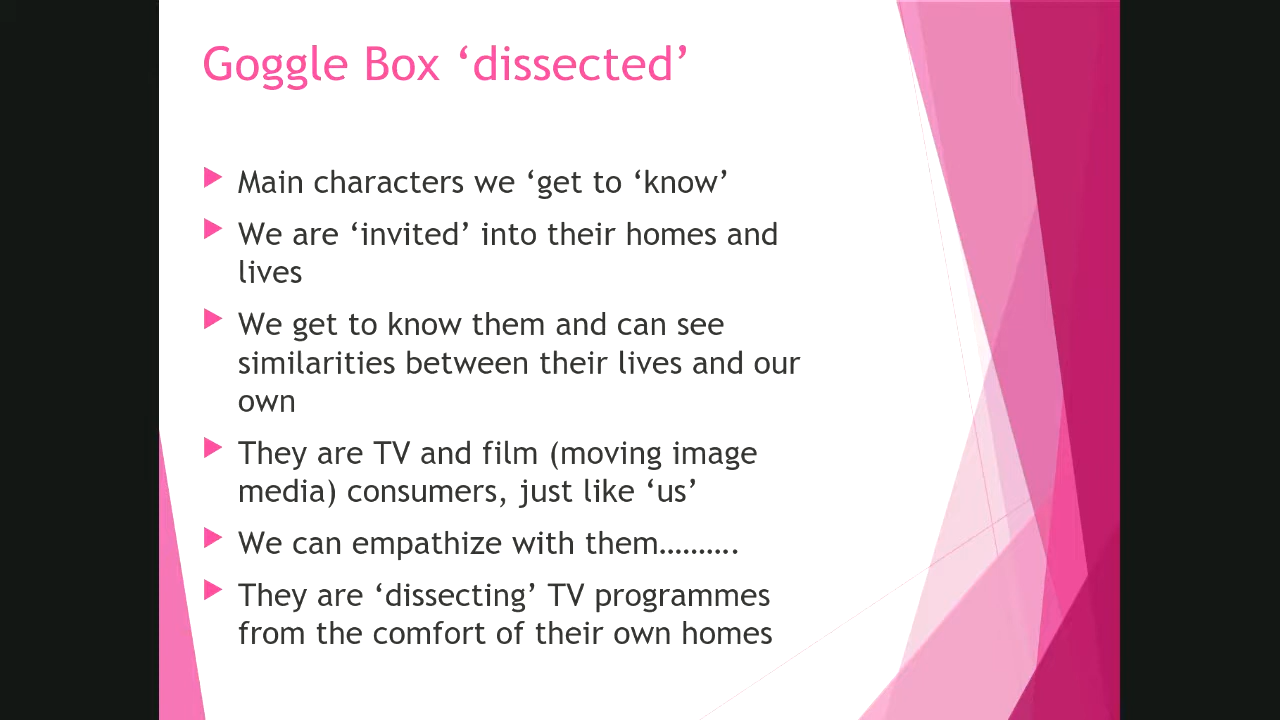 Goggle Box ‘dissected’
Main characters we ‘get to ‘know’
We are ‘invited’ into their homes and
lives
We get to know them and can see
similarities between their lives and our
own
They are TV and film (moving image
media) consumers, just like ‘us’
We can empathize with them……….
They are ‘dissecting’ TV programmes
from the comfort of their own homes